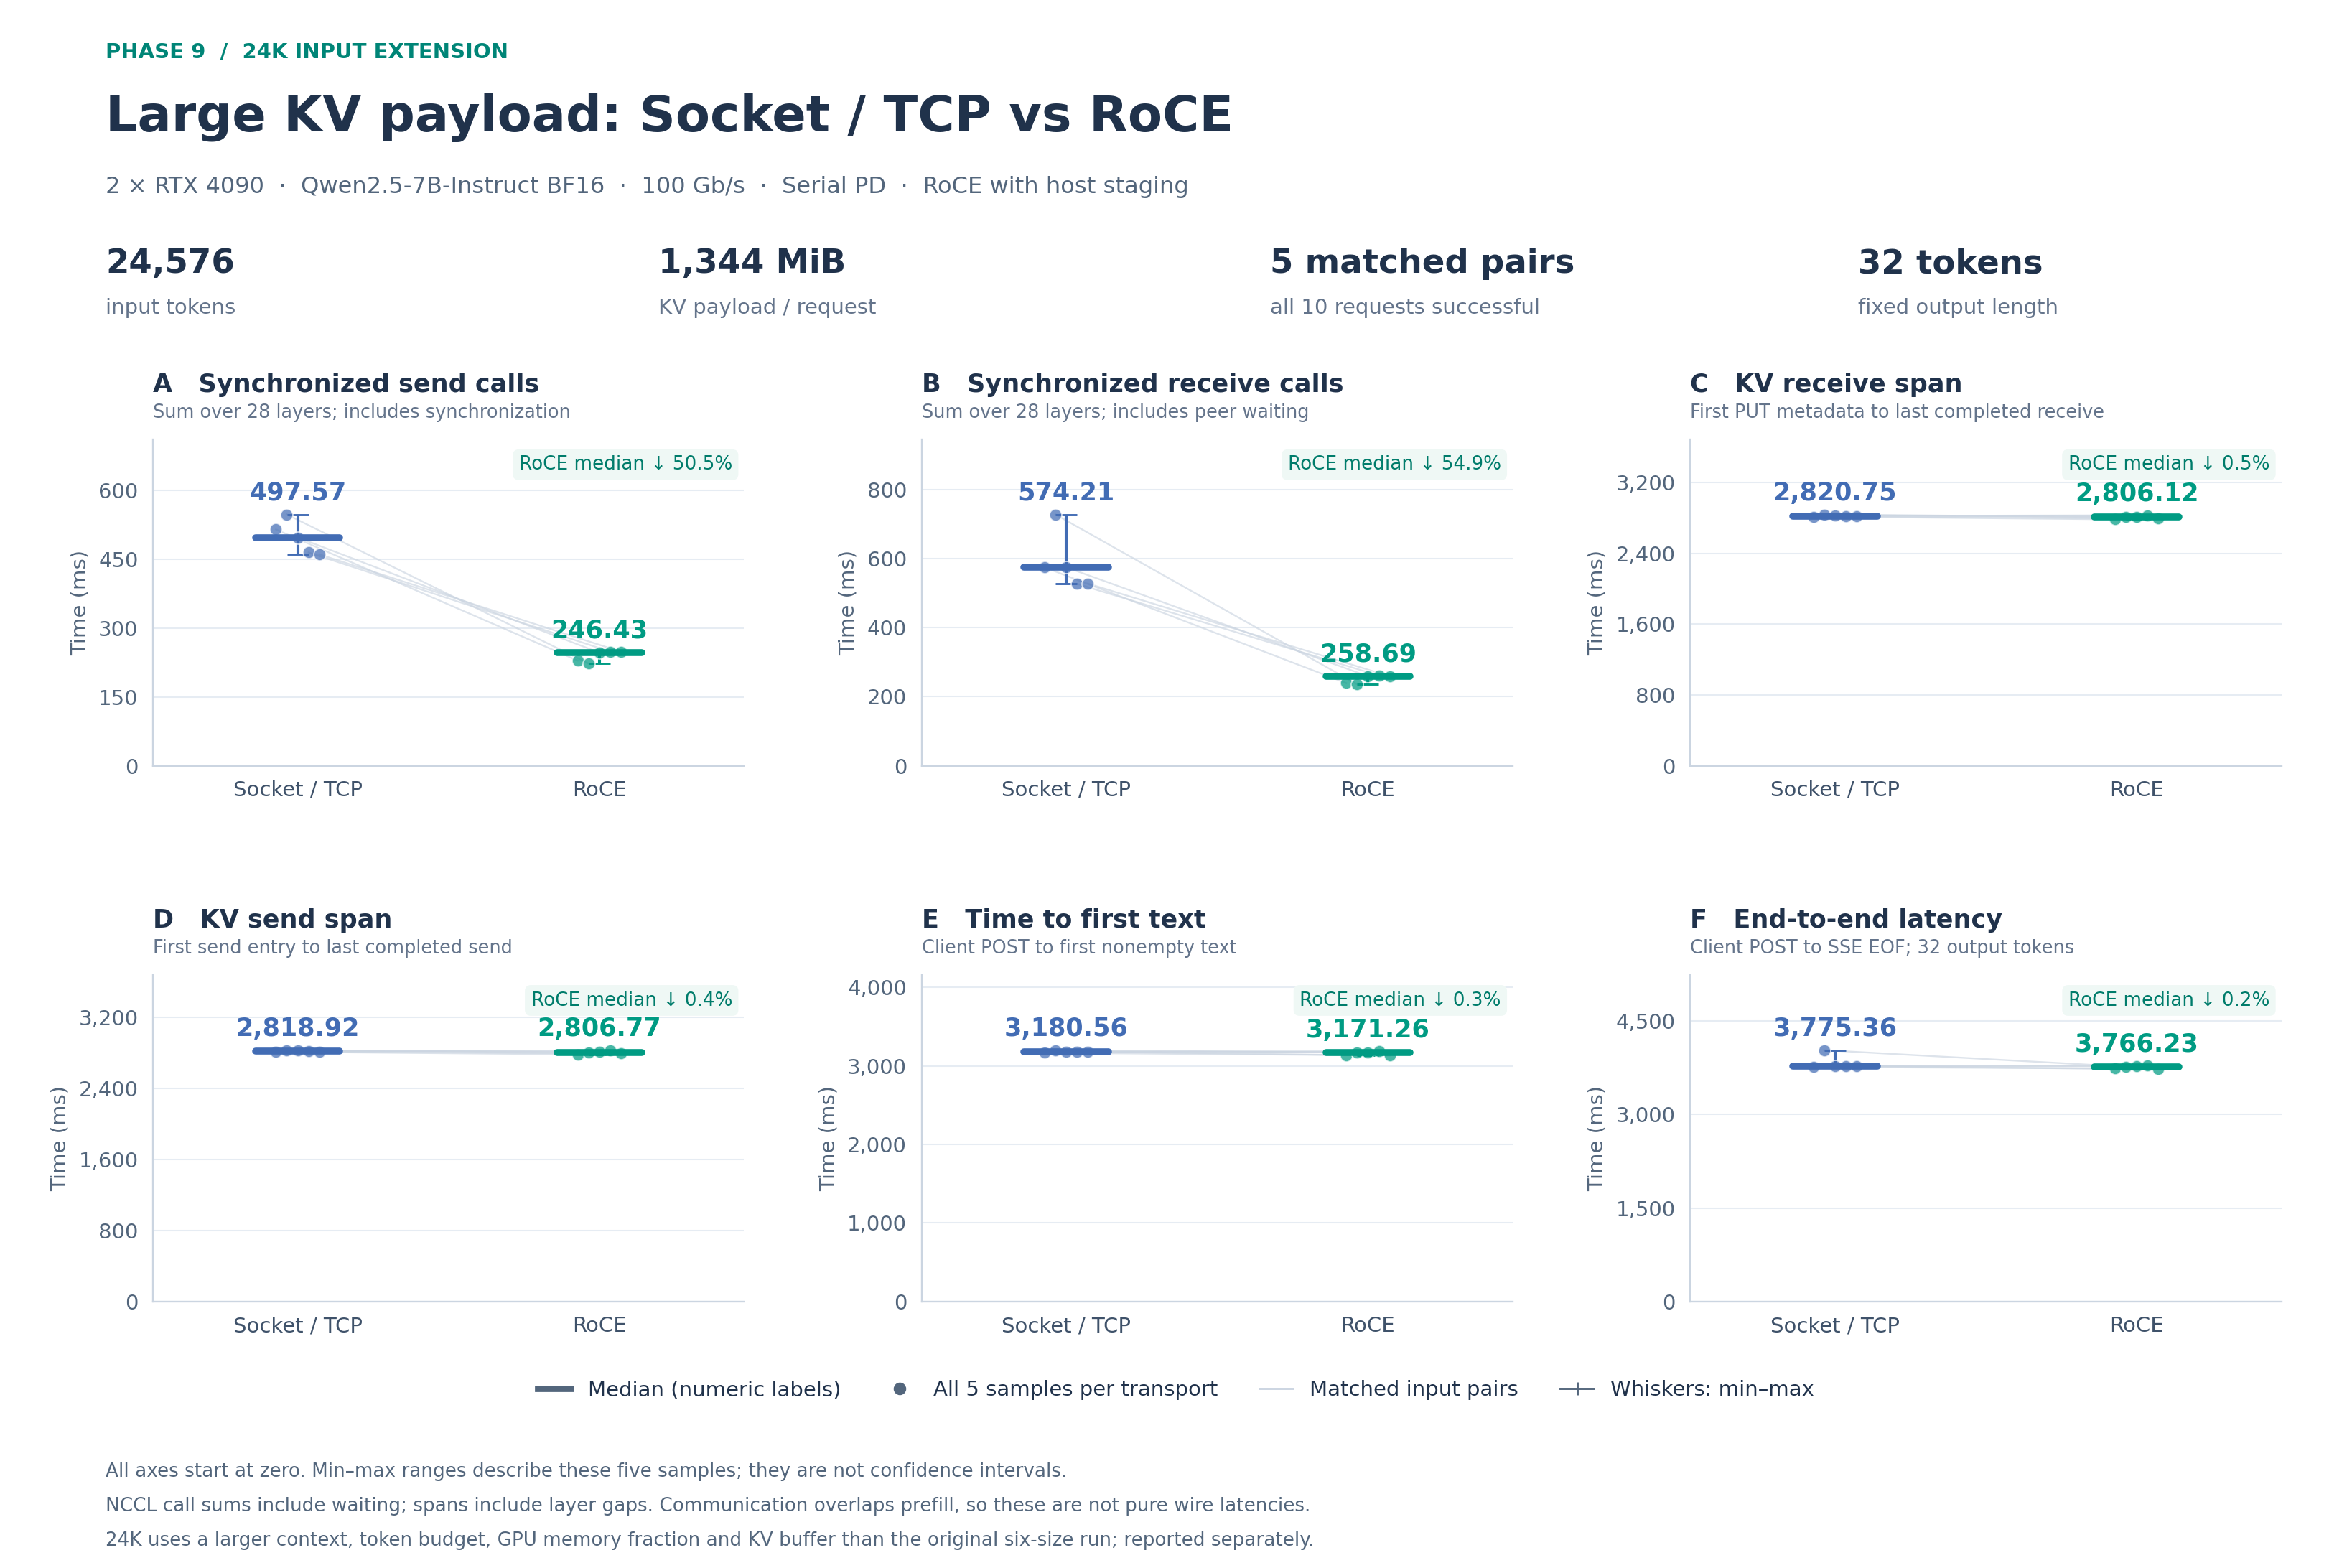 PHASE 9 / 24K INPUT EXTENSION
Large KV payload: Socket / TCP vs RoCE
2 × RTX 4090 · Qwen2.5-7B-Instruct BF16 · 100 Gb/s · Serial PD · RoCE with host staging
24,576
input tokens
1,344 MiB
KV payload / request
5 matched pairs
all 10 requests successful
32 tokens
fixed output length
A Synchronized send calls
Sum over 28 layers; includes synchronization
RoCE median ↓ 50.5%
497.57
246.43
Time (ms)
600
450
300
150
0
Socket / TCP
RoCE
B Synchronized receive calls
Sum over 28 layers; includes peer waiting
RoCE median ↓ 54.9%
574.21
258.69
Time (ms)
800
600
400
200
0
Socket / TCP
RoCE
C KV receive span
First PUT metadata to last completed receive
RoCE median ↓ 0.5%
2,820.75
2,806.12
Time (ms)
3,200
2,400
1,600
800
0
Socket / TCP
RoCE
D KV send span
First send entry to last completed send
RoCE median ↓ 0.4%
2,818.92
2,806.77
Time (ms)
3,200
2,400
1,600
800
0
Socket / TCP
RoCE
E Time to first text
Client POST to first nonempty text
RoCE median ↓ 0.3%
3,180.56
3,171.26
Time (ms)
4,000
3,000
2,000
1,000
0
Socket / TCP
RoCE
F End-to-end latency
Client POST to SSE EOF; 32 output tokens
RoCE median ↓ 0.2%
3,775.36
3,766.23
Time (ms)
4,500
3,000
1,500
0
Socket / TCP
RoCE
Median (numeric labels)
All 5 samples per transport
Matched input pairs
Whiskers: min–max
All axes start at zero. Min–max ranges describe these five samples; they are not confidence intervals.
NCCL call sums include waiting; spans include layer gaps. Communication overlaps prefill, so these are not pure wire latencies.
24K uses a larger context, token budget, GPU memory fraction and KV buffer than the original six-size run; reported separately.